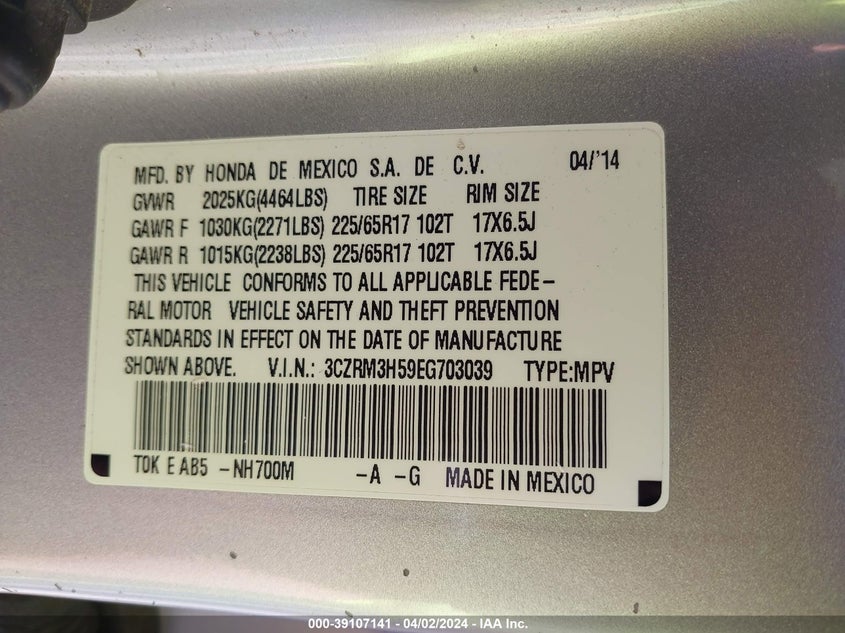 MFD. BY HONDA DE MEXICO S.A. DE C.V. 04/'14
GVWR 2025KG(4464LBS) TIRE SIZE RIM SIZE
GAWR F 1030KG(2271LBS) 225/65R17 102T 17X6.5J
GAWR R 1015KG(2238LBS) 225/65R17 102T 17X6.5J
THIS VEHICLE CONFORMS TO ALL APPLICABLE FEDE-
RAL MOTOR VEHICLE SAFETY AND THEFT PREVENTION
STANDARDS IN EFFECT ON THE DATE OF MANUFACTURE
SHOWN ABOVE. V.I.N.: 3CZRM3H59EG703039 TYPE:MPV
T0K E AB5 -NH700M -A -G MADE IN MEXICO
000-39107141 - 04/02/2024 - IAA Inc.